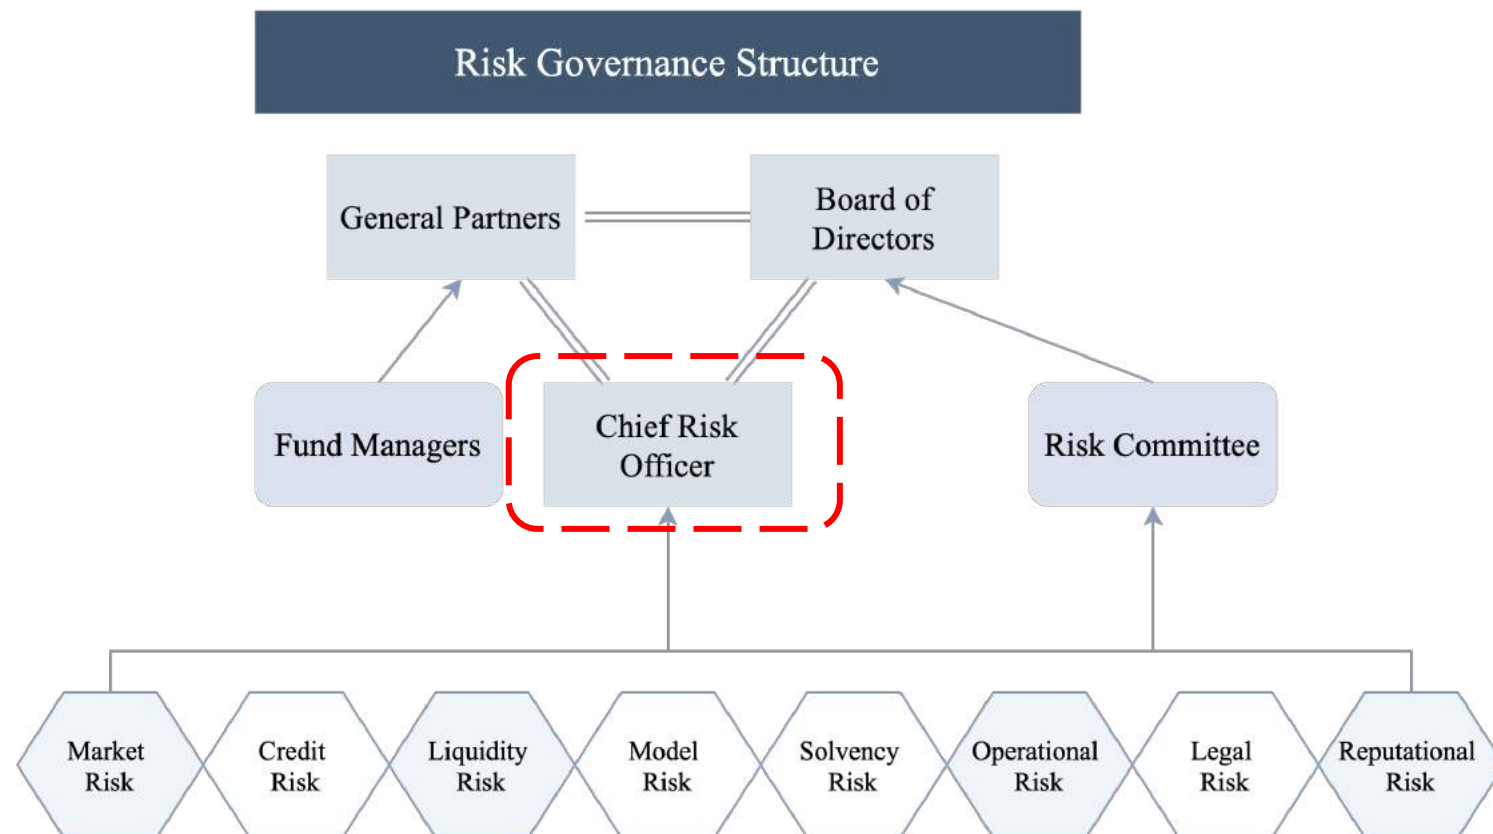 Risk Governance Structure
General Partners
Board of
Directors
Fund Managers
Chief Risk
Officer
Risk Committee
Market
Risk
Credit
Risk
Liquidity
Risk
Model
Risk
Solvency
Risk
Operational
Risk
Legal
Risk
Reputational
Risk